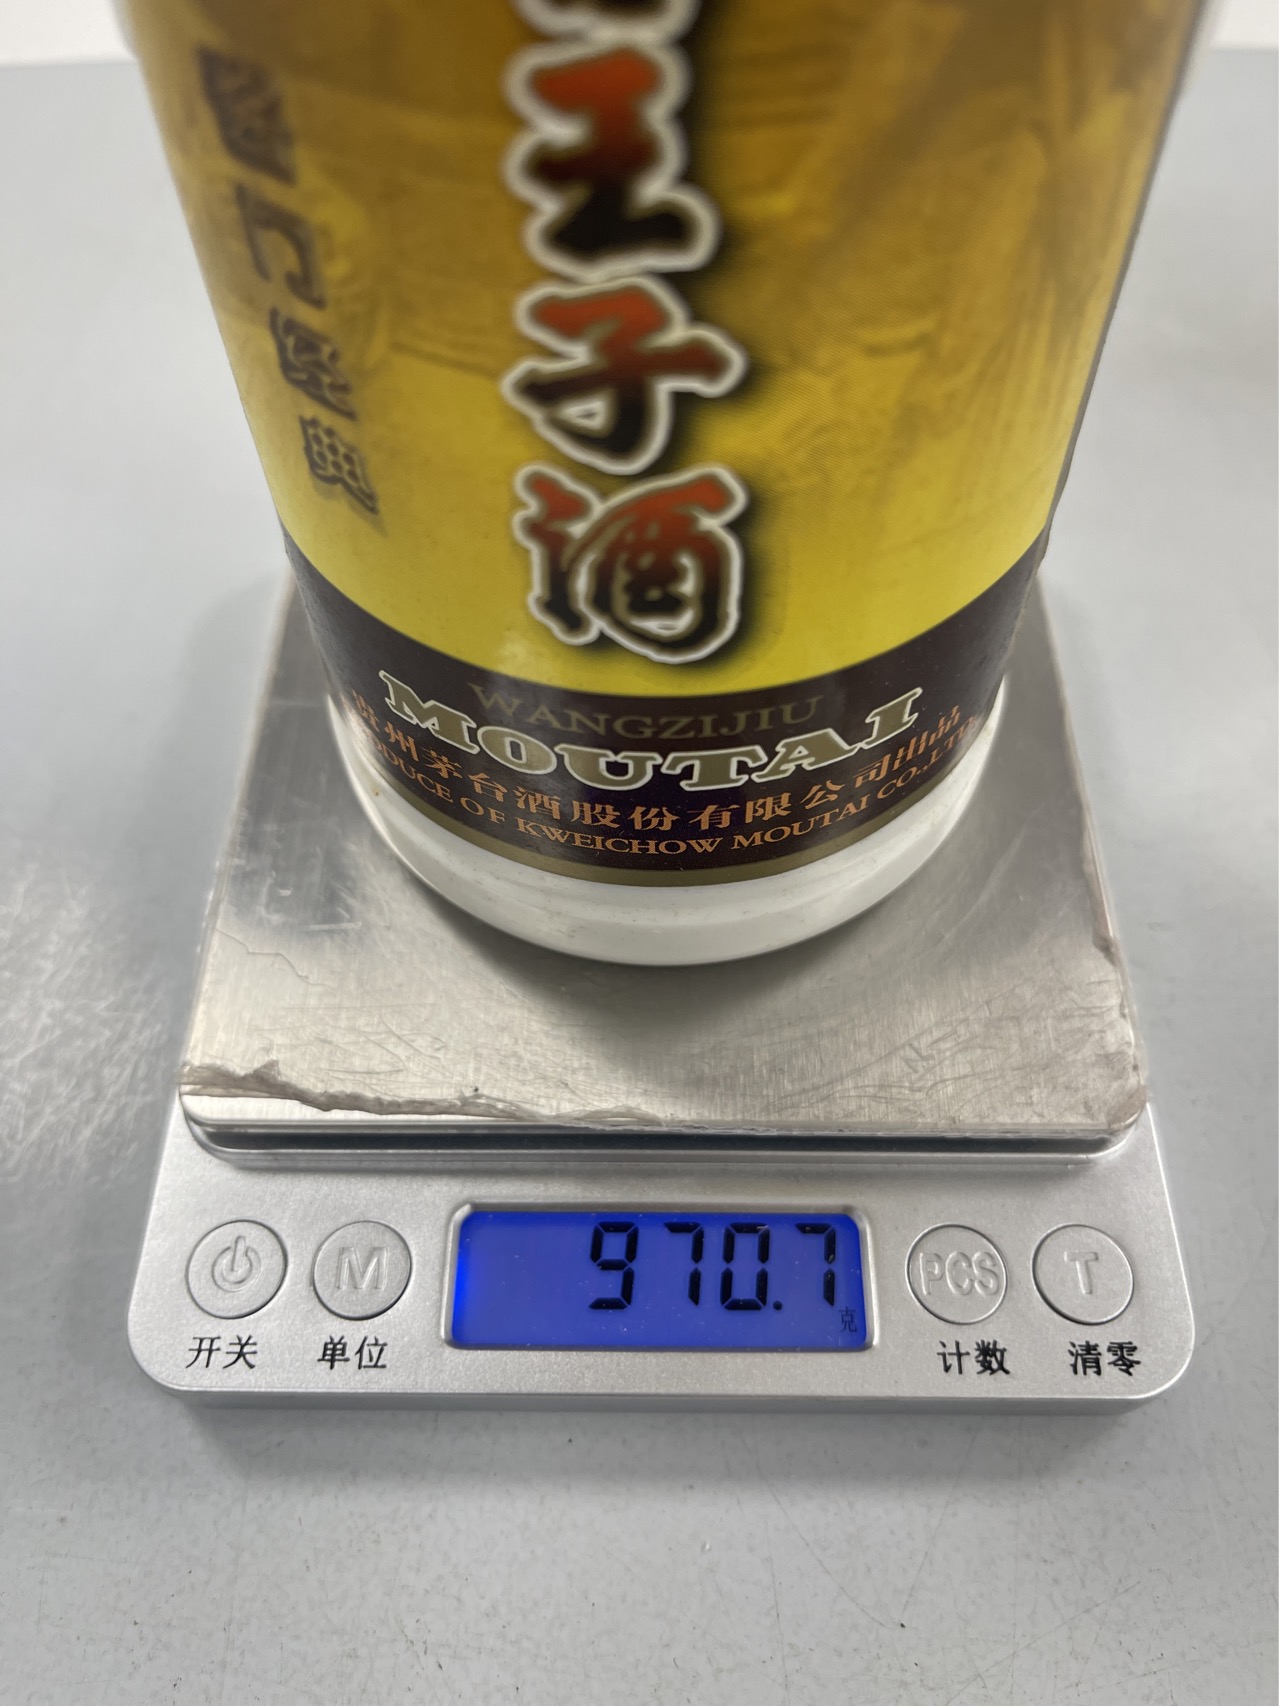 王子酒
WANGZIJIU
MOUTAI
贵州茅台酒股份有限公司出品
PRODUCE OF KWEICHOW MOUTAI CO.,LTD.
970.7
克
M
PCS
T
开关
单位
计数
清零